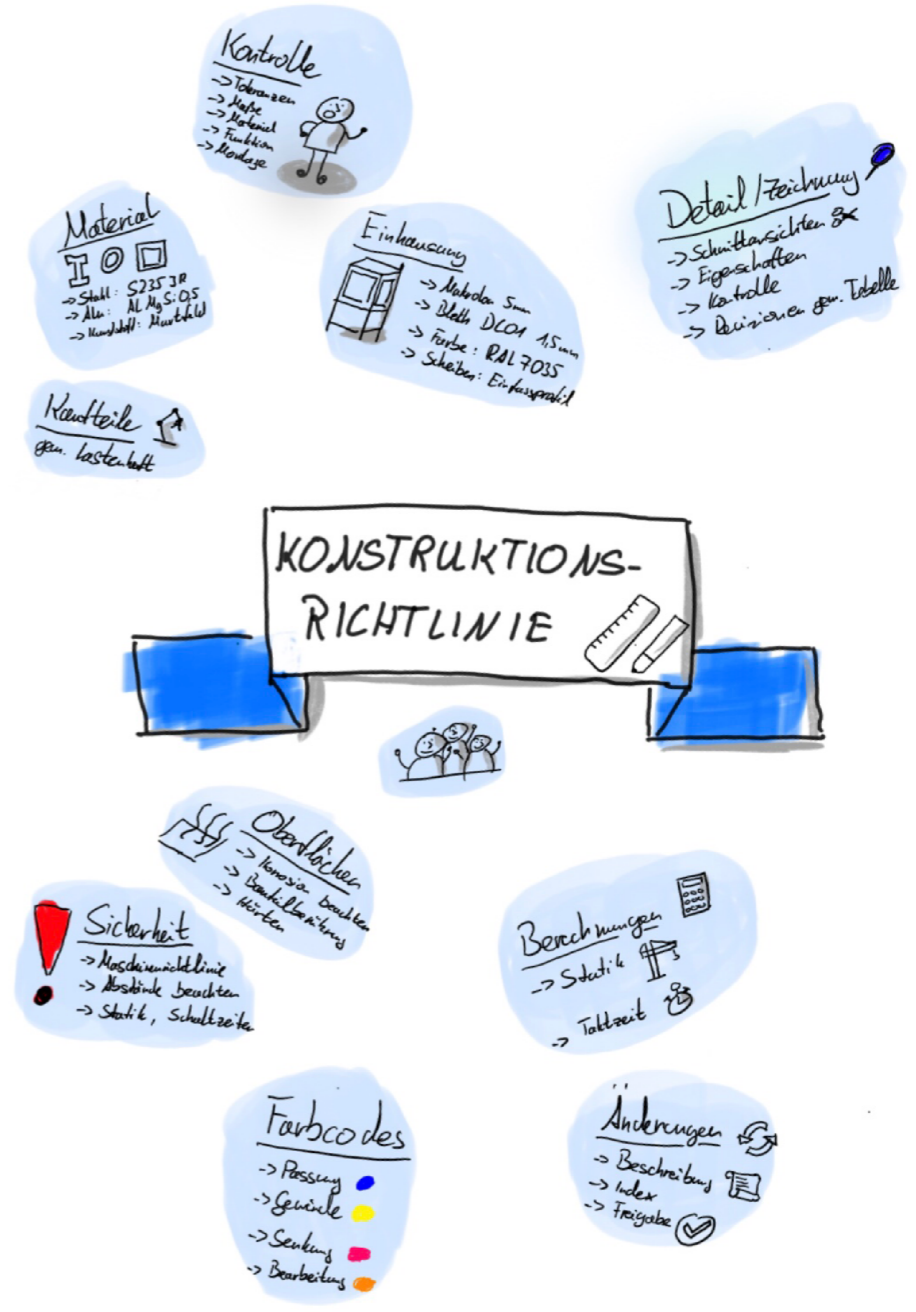 Kontrolle
-> Toleranzen
-> Maße
-> Material
-> Funktion
-> Montage
Detail/Zeichnung
-> Schnittansichten
-> Eigenschaften
-> Kontrolle
-> Revisionen gem. Tabelle
Material
-> Stahl: S235JR
-> Alu: AlMgSi0,5
-> Kunststoff: Murtfeldt
Einhausung
-> Makrolon 5mm
-> Blech DC01 1,5mm
-> Farbe: RAL 7035
-> Scheiben: Einfassprofil
Kaufteile
gem. Lastenheft
KONSTRUKTIONS-
RICHTLINIE
Oberflächen
-> Korosion beachten
-> Bauteilberührung
-> Härten
Sicherheit
-> Maschinenrichtlinie
-> Abstände beachten
-> Statik, Schaltzeiten
Berechnungen
-> Statik
-> Taktzeit
Farbcodes
-> Passung
-> Gewinde
-> Senkung
-> Bearbeitung
Änderungen
-> Beschreibung
-> Index
-> Freigabe